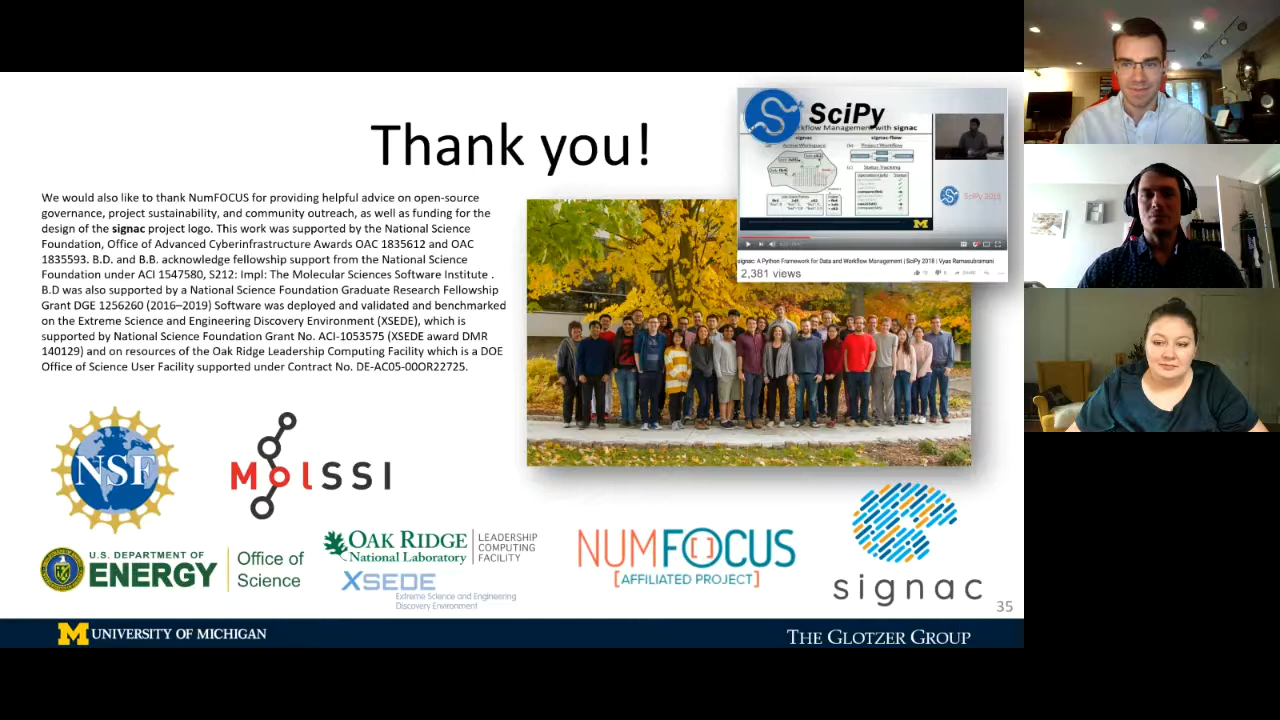 Thank you!
SciPy
Workflow Management with signac
SciPy 2018
signac: A Python Framework for Data and Workflow Management | SciPy 2018 | Vyas Ramasubramani
2,381 views
We would also like to thank NumFOCUS for providing helpful advice on open-source
governance, project sustainability, and community outreach, as well as funding for the
design of the signac project logo. This work was supported by the National Science
Foundation, Office of Advanced Cyberinfrastructure Awards OAC 1835612 and OAC
1835593. B.D. and B.B. acknowledge fellowship support from the National Science
Foundation under ACI 1547580, S212: Impl: The Molecular Sciences Software Institute .
B.D was also supported by a National Science Foundation Graduate Research Fellowship
Grant DGE 1256260 (2016–2019) Software was deployed and validated and benchmarked
on the Extreme Science and Engineering Discovery Environment (XSEDE), which is
supported by National Science Foundation Grant No. ACI-1053575 (XSEDE award DMR
140129) and on resources of the Oak Ridge Leadership Computing Facility which is a DOE
Office of Science User Facility supported under Contract No. DE-AC05-00OR22725.
NSF
MolSSI
U.S. DEPARTMENT OF
ENERGY
Office of
Science
OAK RIDGE
National Laboratory
LEADERSHIP
COMPUTING
FACILITY
XSEDE
Extreme Science and Engineering
Discovery Environment
NUMFOCUS
[AFFILIATED PROJECT]
signac
35
M UNIVERSITY OF MICHIGAN
THE GLOTZER GROUP